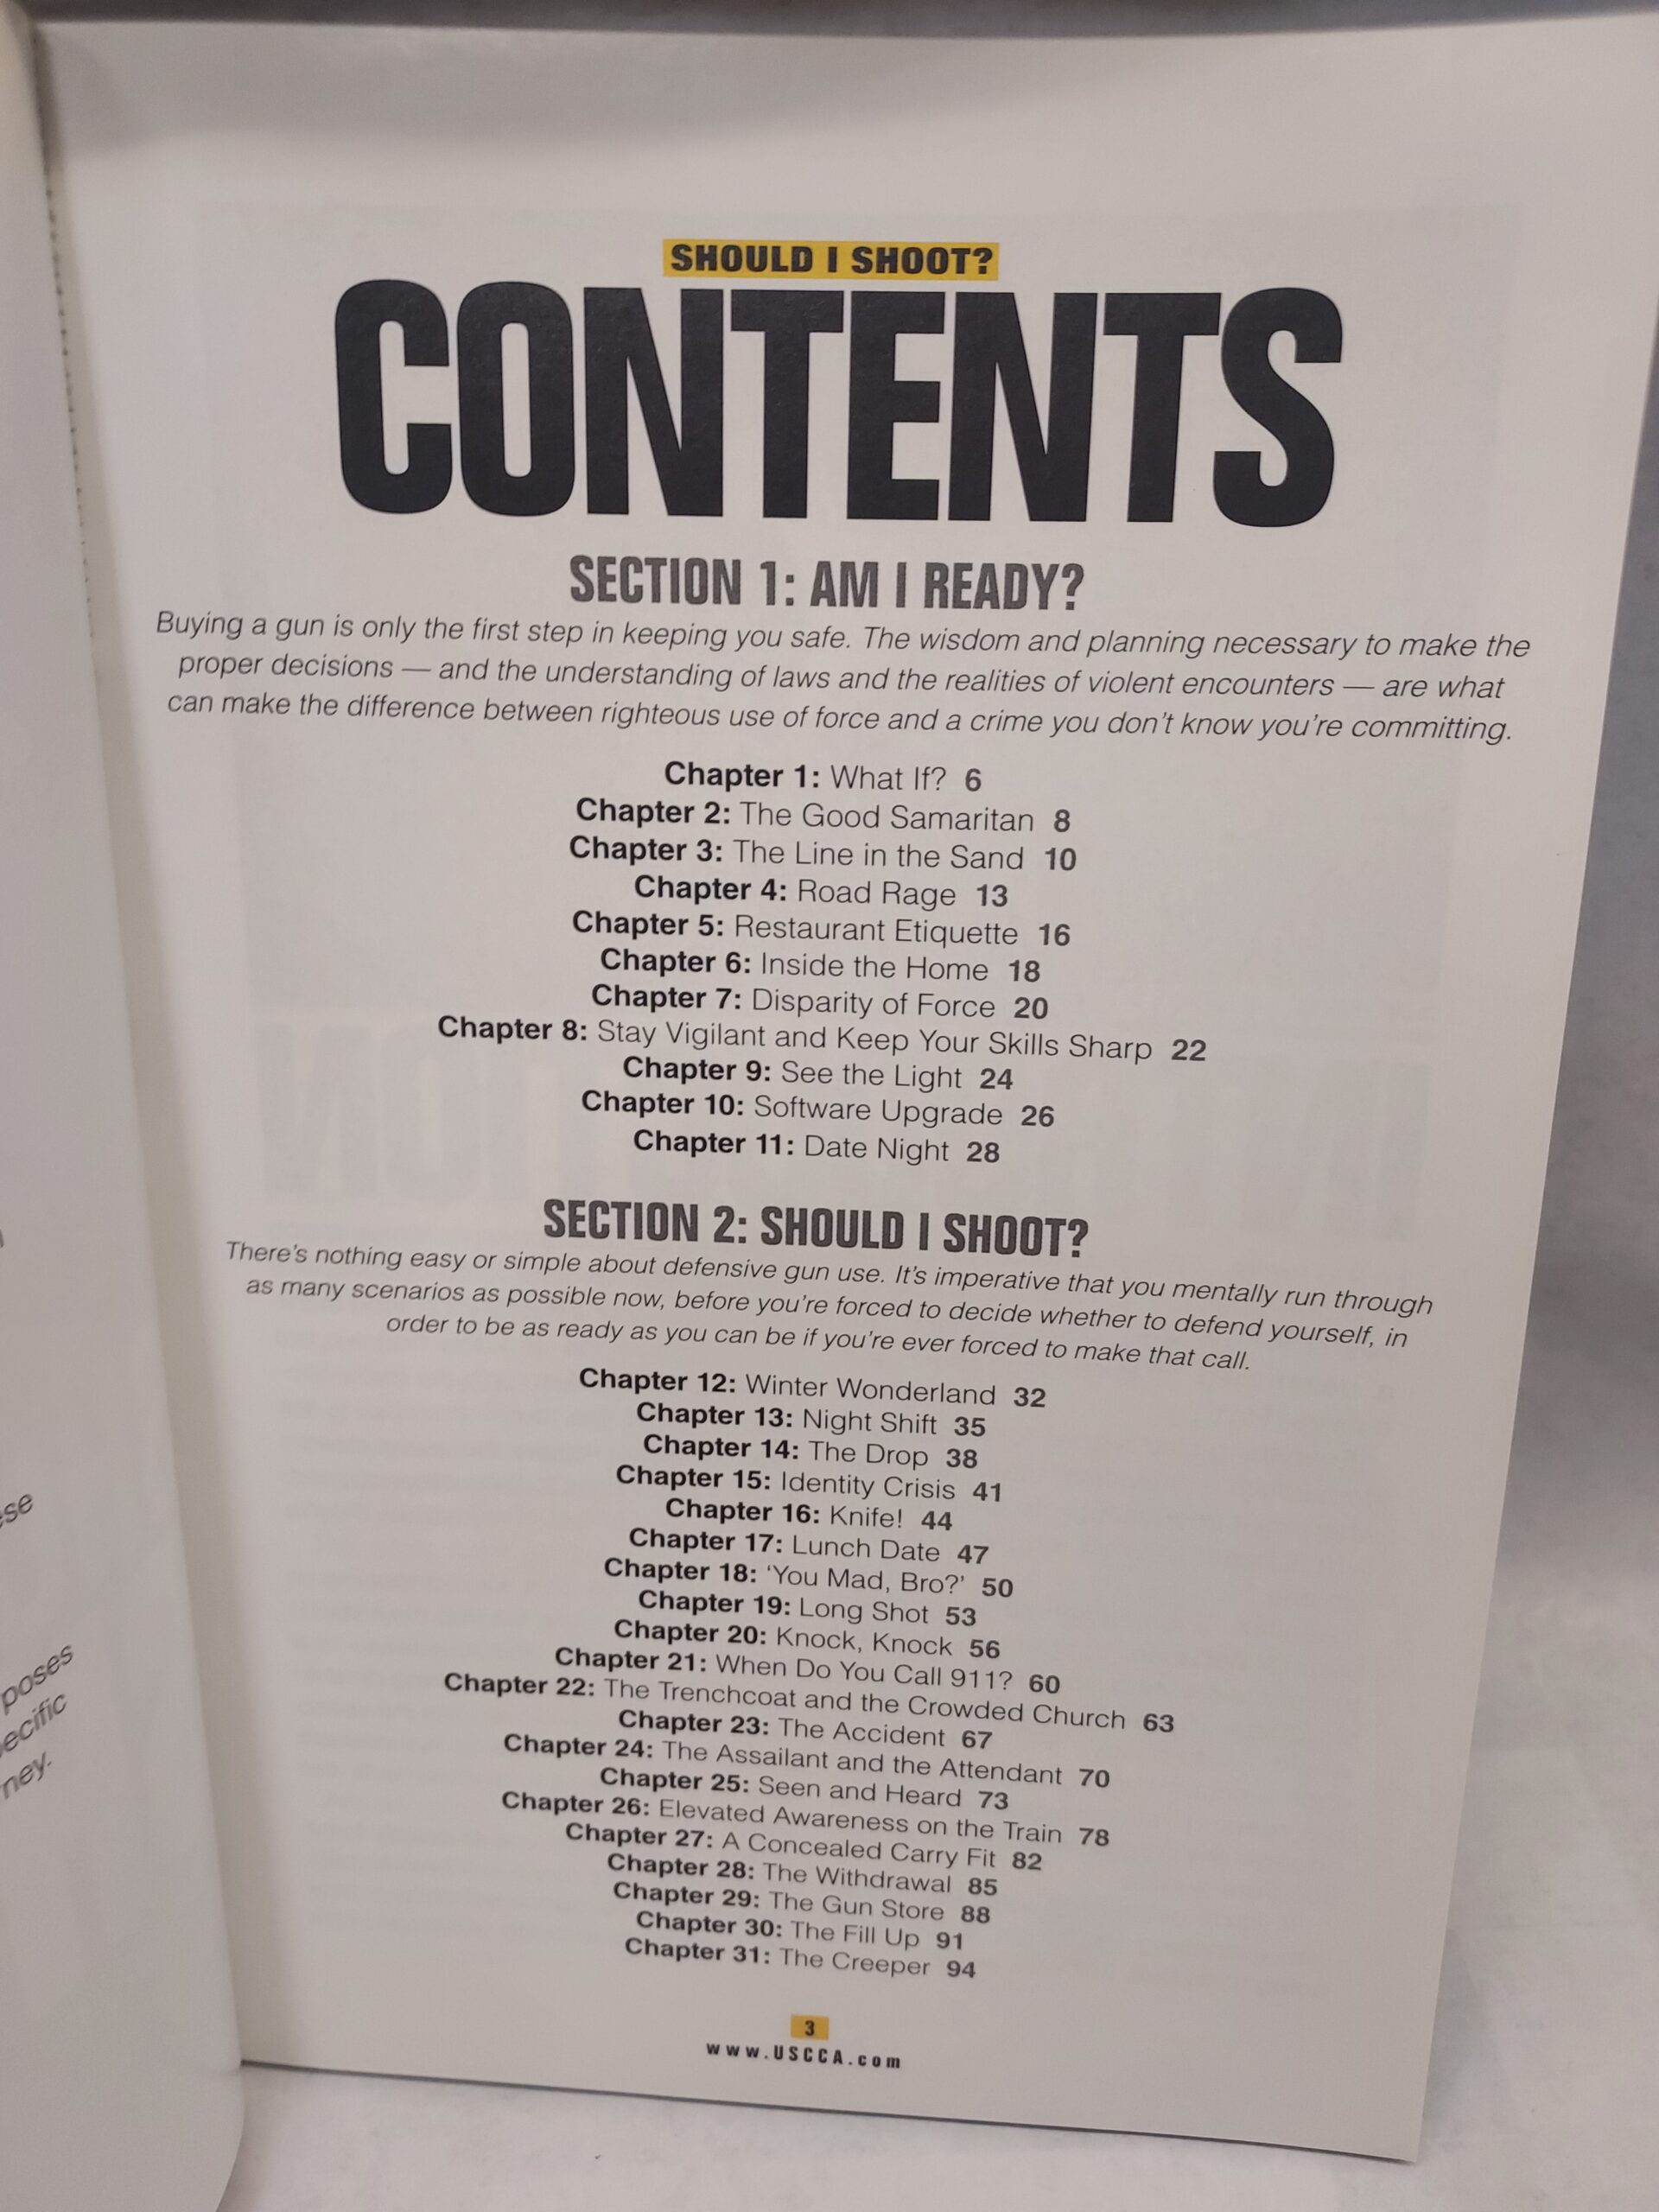 SHOULD I SHOOT?
CONTENTS
SECTION 1: AM I READY?
Buying a gun is only the first step in keeping you safe. The wisdom and planning necessary to make the
proper decisions — and the understanding of laws and the realities of violent encounters — are what
can make the difference between righteous use of force and a crime you don't know you're committing.
Chapter 1: What If? 6
Chapter 2: The Good Samaritan 8
Chapter 3: The Line in the Sand 10
Chapter 4: Road Rage 13
Chapter 5: Restaurant Etiquette 16
Chapter 6: Inside the Home 18
Chapter 7: Disparity of Force 20
Chapter 8: Stay Vigilant and Keep Your Skills Sharp 22
Chapter 9: See the Light 24
Chapter 10: Software Upgrade 26
Chapter 11: Date Night 28
SECTION 2: SHOULD I SHOOT?
There's nothing easy or simple about defensive gun use. It's imperative that you mentally run through
as many scenarios as possible now, before you're forced to decide whether to defend yourself, in
order to be as ready as you can be if you're ever forced to make that call.
Chapter 12: Winter Wonderland 32
Chapter 13: Night Shift 35
Chapter 14: The Drop 38
Chapter 15: Identity Crisis 41
Chapter 16: Knife! 44
Chapter 17: Lunch Date 47
Chapter 18: 'You Mad, Bro?' 50
Chapter 19: Long Shot 53
Chapter 20: Knock, Knock 56
Chapter 21: When Do You Call 911? 60
Chapter 22: The Trenchcoat and the Crowded Church 63
Chapter 23: The Accident 67
Chapter 24: The Assailant and the Attendant 70
Chapter 25: Seen and Heard 73
Chapter 26: Elevated Awareness on the Train 78
Chapter 27: A Concealed Carry Fit 82
Chapter 28: The Withdrawal 85
Chapter 29: The Gun Store 88
Chapter 30: The Fill Up 91
Chapter 31: The Creeper 94
3
www.USCCA.com
poses